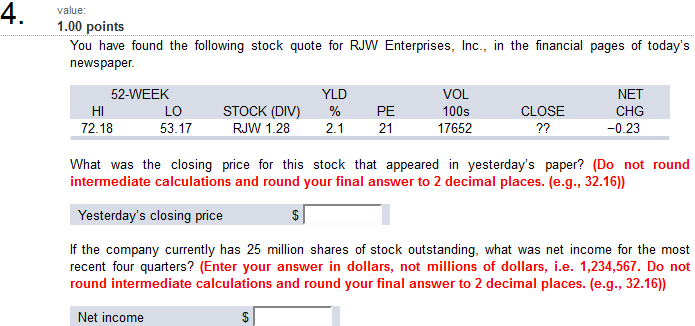 4.
value:
1.00 points
You have found the following stock quote for RJW Enterprises, Inc., in the financial pages of today's
newspaper.
52-WEEK YLD VOL NET
HI LO STOCK (DIV) % PE 100s CLOSE CHG
72.18 53.17 RJW 1.28 2.1 21 17652 ?? −0.23
What was the closing price for this stock that appeared in yesterday's paper? (Do not round
intermediate calculations and round your final answer to 2 decimal places. (e.g., 32.16))
Yesterday's closing price $
If the company currently has 25 million shares of stock outstanding, what was net income for the most
recent four quarters? (Enter your answer in dollars, not millions of dollars, i.e. 1,234,567. Do not
round intermediate calculations and round your final answer to 2 decimal places. (e.g., 32.16))
Net income $